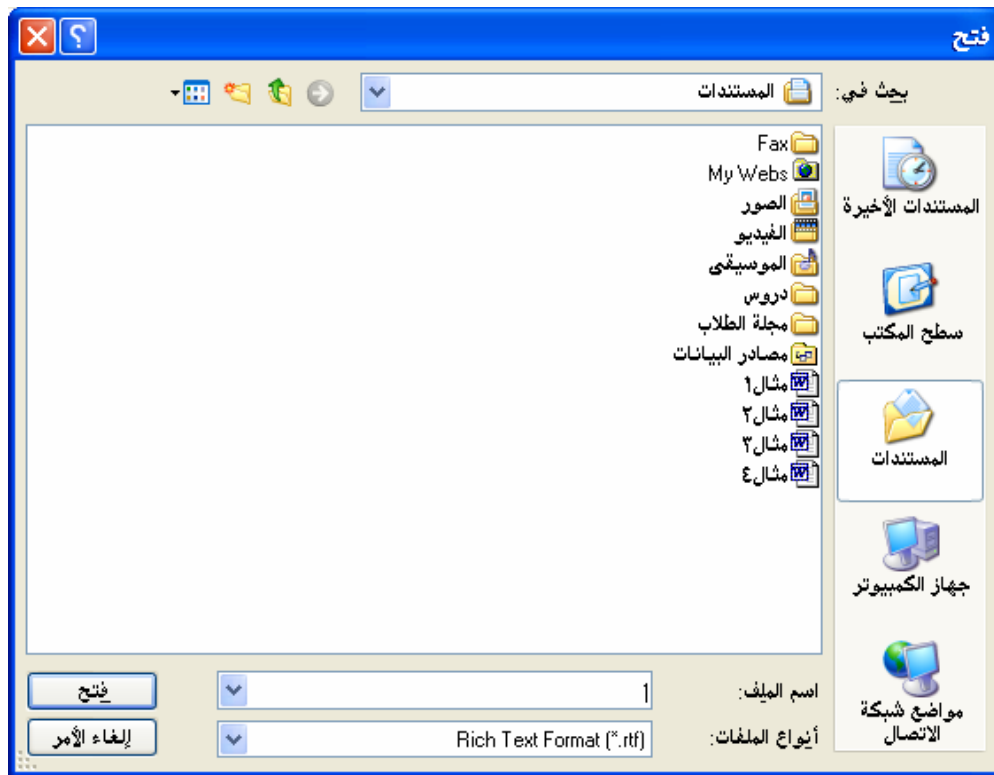 فتح
بحث في:
المستندات
المستندات الأخيرة
سطح المكتب
المستندات
جهاز الكمبيوتر
مواضع شبكة
الاتصال
Fax
My Webs
الصور
الفيديو
الموسيقى
دروس
مجلة الطلاب
مصادر البيانات
مثال١
مثال٢
مثال٣
مثال٤
اسم الملف:
1
فتح
أنواع الملفات:
Rich Text Format (*.rtf)
إلغاء الأمر